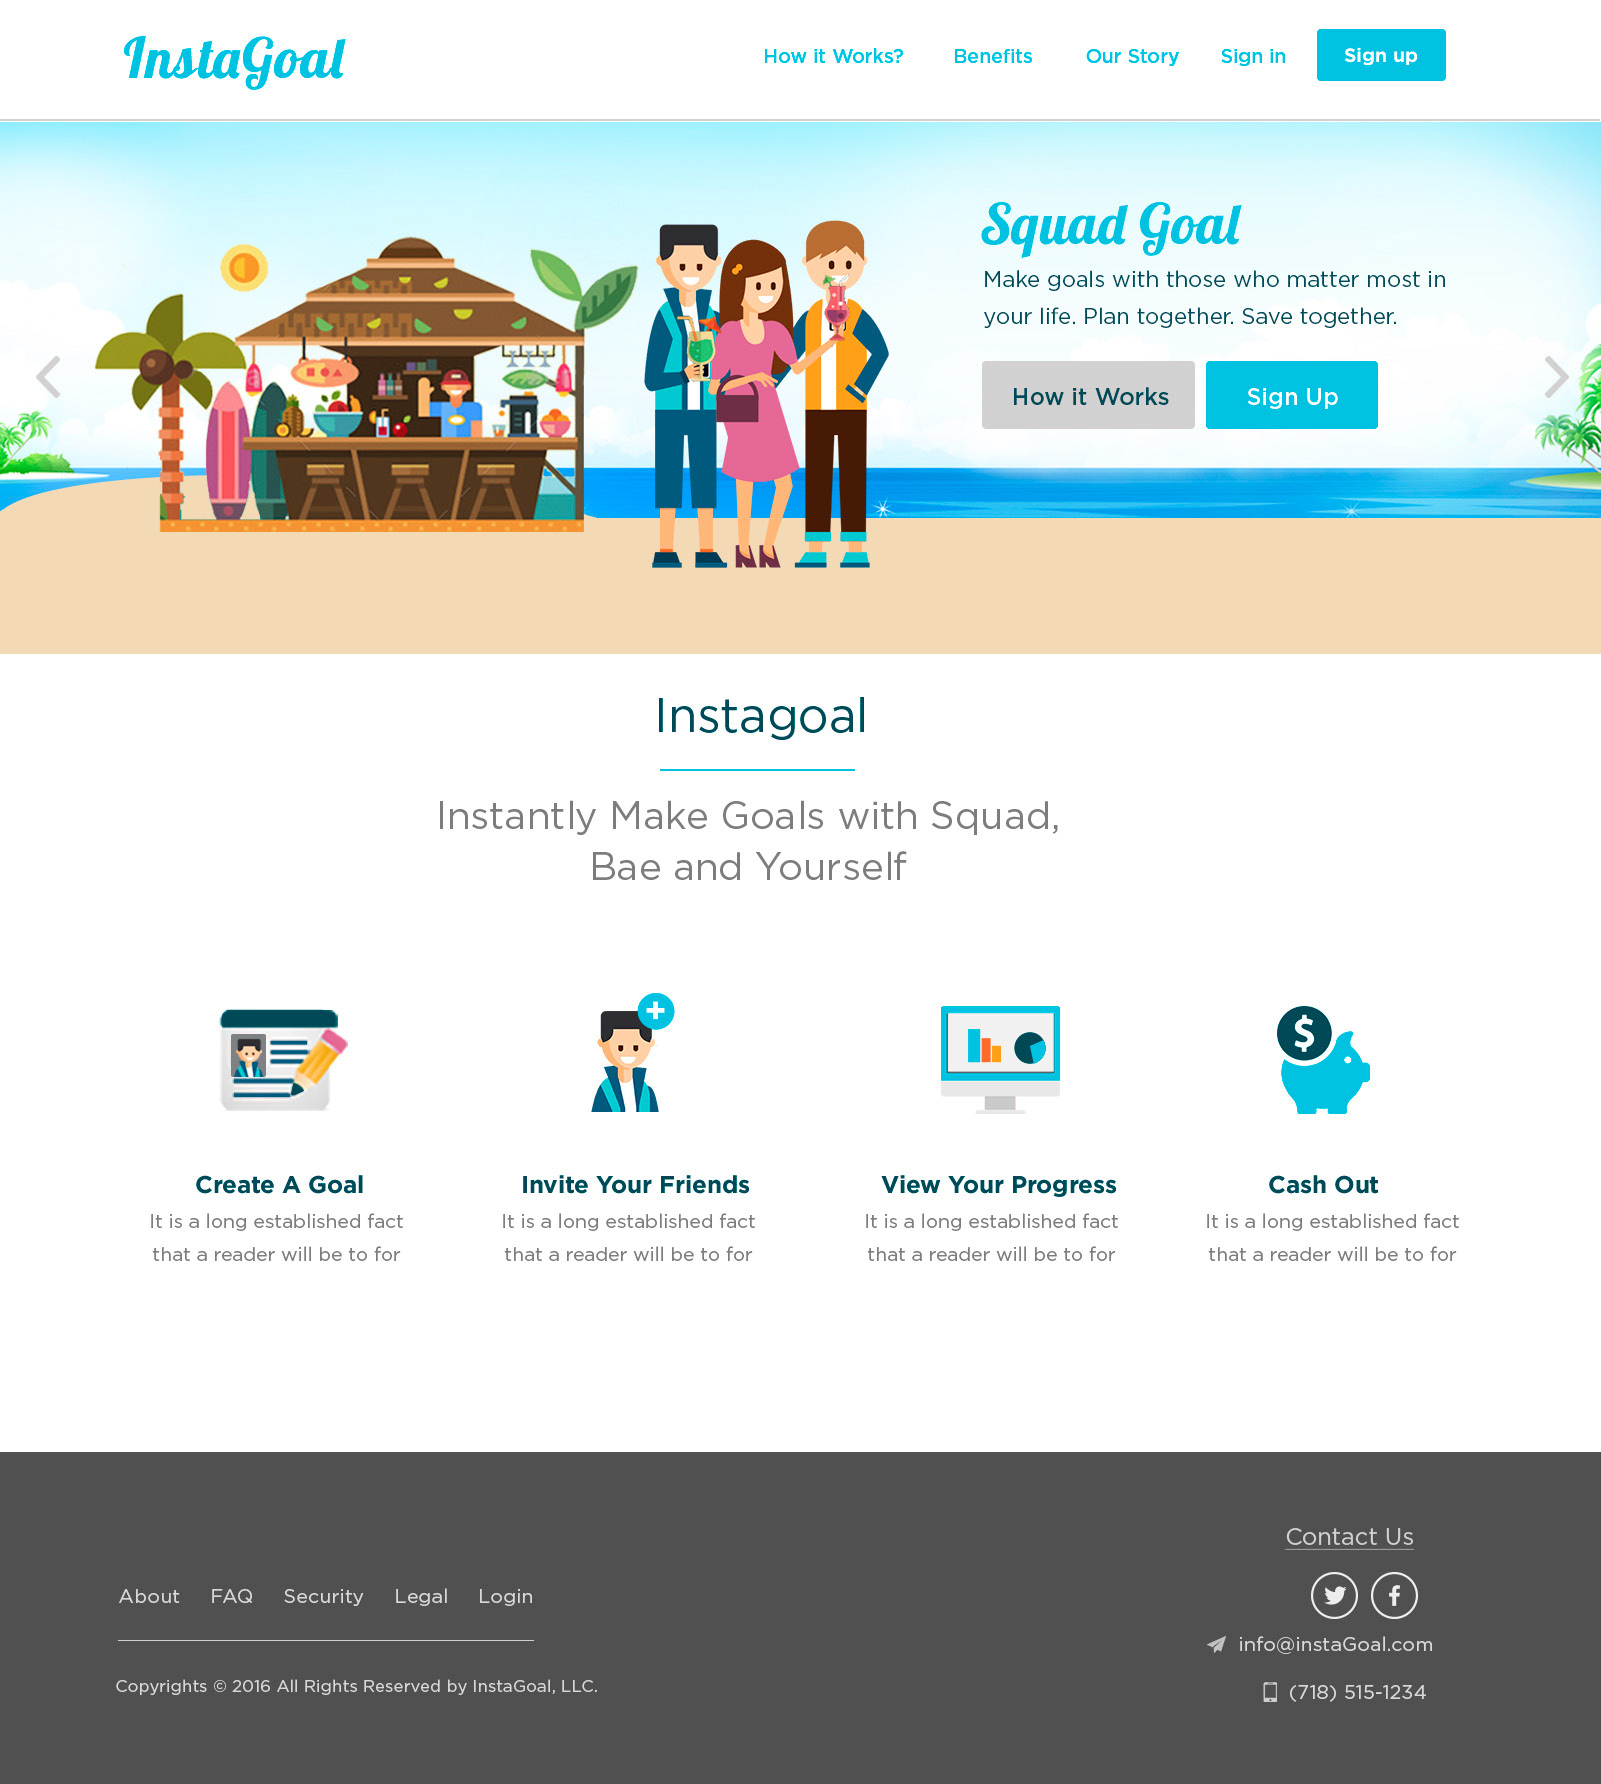 InstaGoal
How it Works? Benefits Our Story Sign in Sign up
Squad Goal
Make goals with those who matter most in
your life. Plan together. Save together.
How it Works Sign Up
Instagoal
Instantly Make Goals with Squad,
Bae and Yourself
$
Create A Goal
It is a long established fact
that a reader will be to for
Invite Your Friends
It is a long established fact
that a reader will be to for
View Your Progress
It is a long established fact
that a reader will be to for
Cash Out
It is a long established fact
that a reader will be to for
About FAQ Security Legal Login
Copyrights © 2016 All Rights Reserved by InstaGoal, LLC.
Contact Us
info@instaGoal.com
(718) 515-1234